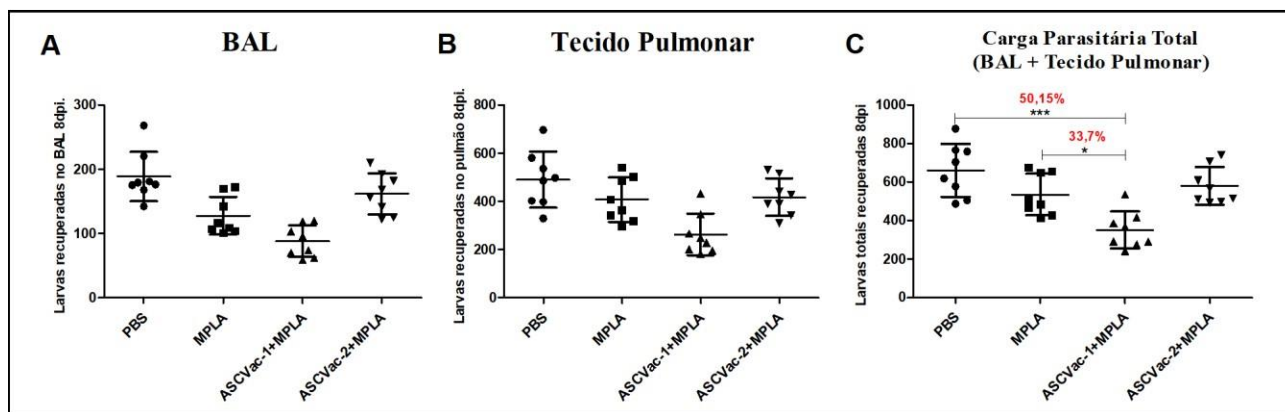 A
BAL
Larvas recuperadas no BAL 8dpi.
300
200
100
0
PBS
MPLA
ASCVac-1+MPLA
ASCVac-2+MPLA
B
Tecido Pulmonar
Larvas recuperadas no pulmão 8dpi.
800
600
400
200
0
PBS
MPLA
ASCVac-1+MPLA
ASCVac-2+MPLA
C
Carga Parasitária Total
(BAL + Tecido Pulmonar)
Larvas totais recuperadas 8dpi
1000
800
600
400
200
0
50,15%
***
33,7%
*
PBS
MPLA
ASCVac-1+MPLA
ASCVac-2+MPLA